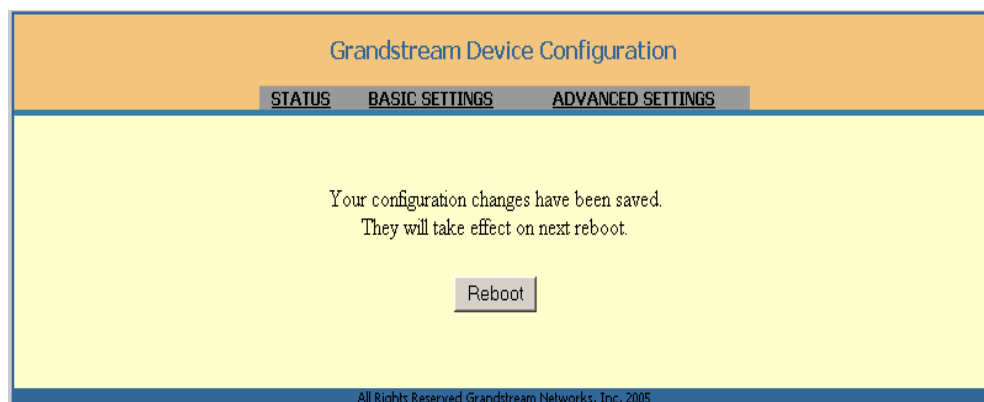 Grandstream Device Configuration
STATUS BASIC SETTINGS ADVANCED SETTINGS
Your configuration changes have been saved.
They will take effect on next reboot.
Reboot
All Rights Reserved Grandstream Networks, Inc. 2005